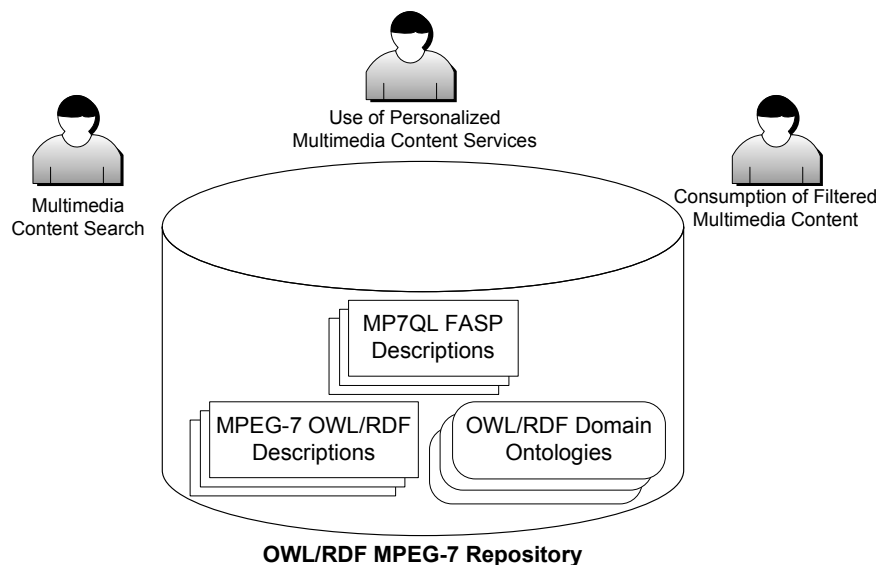 Use of Personalized
Multimedia Content Services
Multimedia
Content Search
Consumption of Filtered
Multimedia Content
MP7QL FASP
Descriptions
MPEG-7 OWL/RDF
Descriptions
OWL/RDF Domain
Ontologies
OWL/RDF MPEG-7 Repository